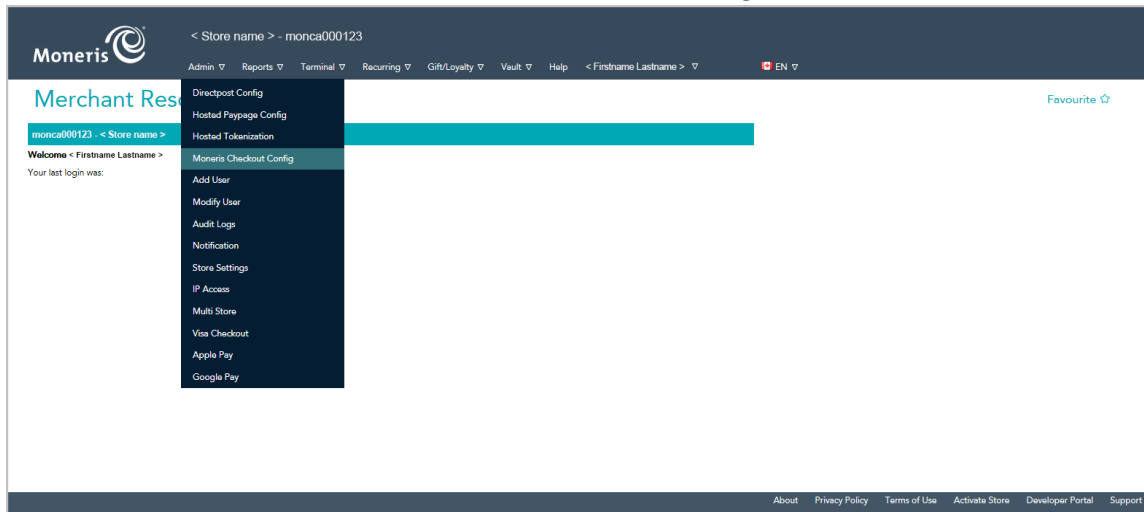 Moneris
< Store name > - monca000123
Admin ▽ Reports ▽ Terminal ▽ Recurring ▽ Gift/Loyalty ▽ Vault ▽ Help < Firstname Lastname > ▽ EN ▽
Merchant Res
Favourite ☆
monca000123 - < Store name >
Welcome < Firstname Lastname >
Your last login was:
Directpost Config
Hosted Paypage Config
Hosted Tokenization
Moneris Checkout Config
Add User
Modify User
Audit Logs
Notification
Store Settings
IP Access
Multi Store
Visa Checkout
Apple Pay
Google Pay
About Privacy Policy Terms of Use Activate Store Developer Portal Support